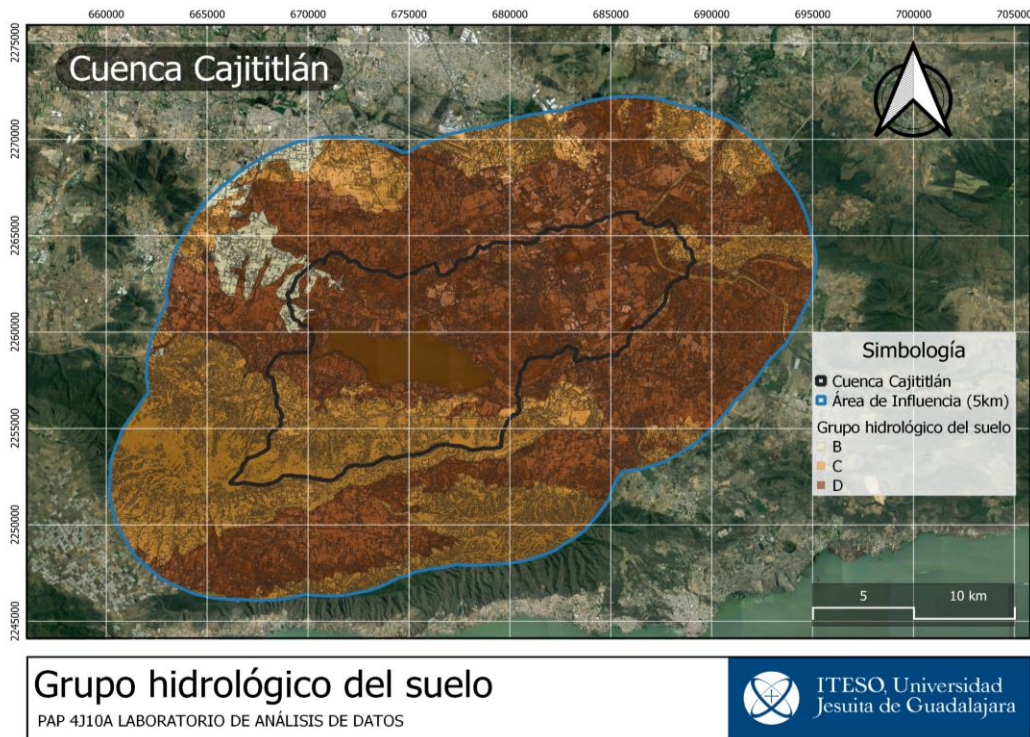 660000 665000 670000 675000 680000 685000 690000 695000 700000 705000
2275000
2270000
2265000
2260000
2255000
2250000
2245000
Cuenca Cajititlán
Simbología
Cuenca Cajititlán
Área de Influencia (5km)
Grupo hidrológico del suelo
B
C
D
5 10 km
Grupo hidrológico del suelo
PAP 4J10A LABORATORIO DE ANÁLISIS DE DATOS
ITESO, Universidad
Jesuita de Guadalajara